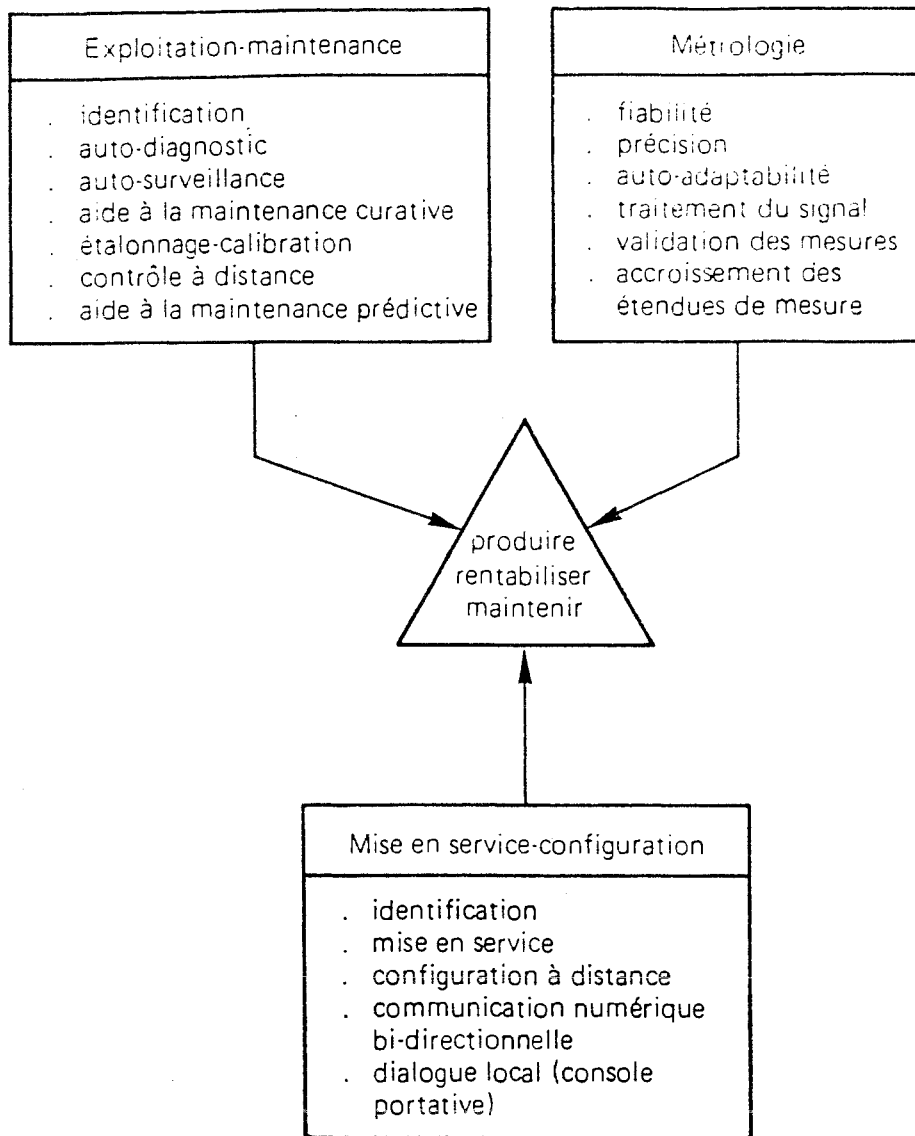 Exploitation-maintenance
. identification
. auto-diagnostic
. auto-surveillance
. aide à la maintenance curative
. étalonnage-calibration
. contrôle à distance
. aide à la maintenance prédictive
Métrologie
. fiabilité
. précision
. auto-adaptabilité
. traitement du signal
. validation des mesures
. accroissement des
étendues de mesure
produire
rentabiliser
maintenir
Mise en service-configuration
. identification
. mise en service
. configuration à distance
. communication numérique
bi-directionnelle
. dialogue local (console
portative)